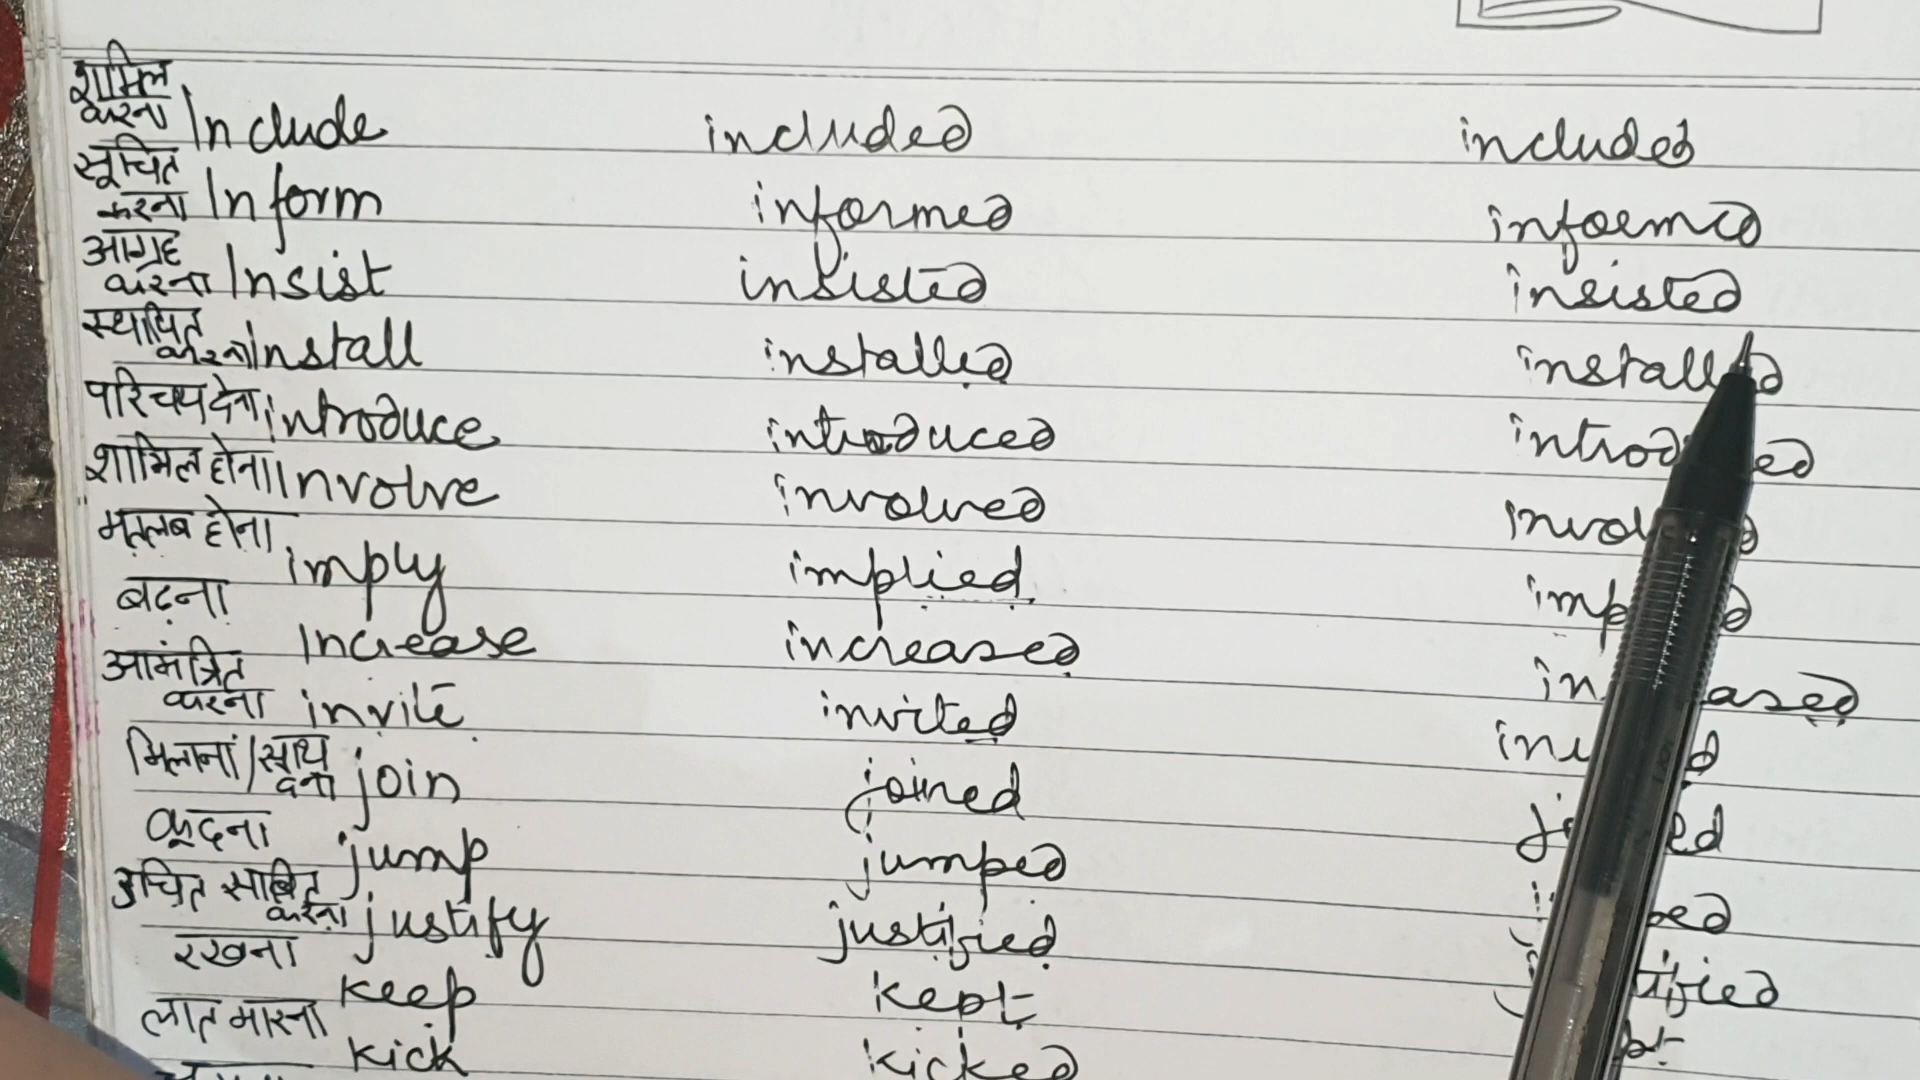 शामिल करना Include included included
सूचित करना Inform informed informed
आग्रह करना Insist insisted insisted
स्थापित करना Install installed installed
परिचय देना introduce introduced
शामिल होना Involve involved
मतलब होना imply implied
बढ़ना Increase increased
आमंत्रित करना invite invited
मिलाना/साथ देना join joined
कूदना jump jumped
उचित साबित करना justify justified
रखना keep kept
लात मारना kick kicked